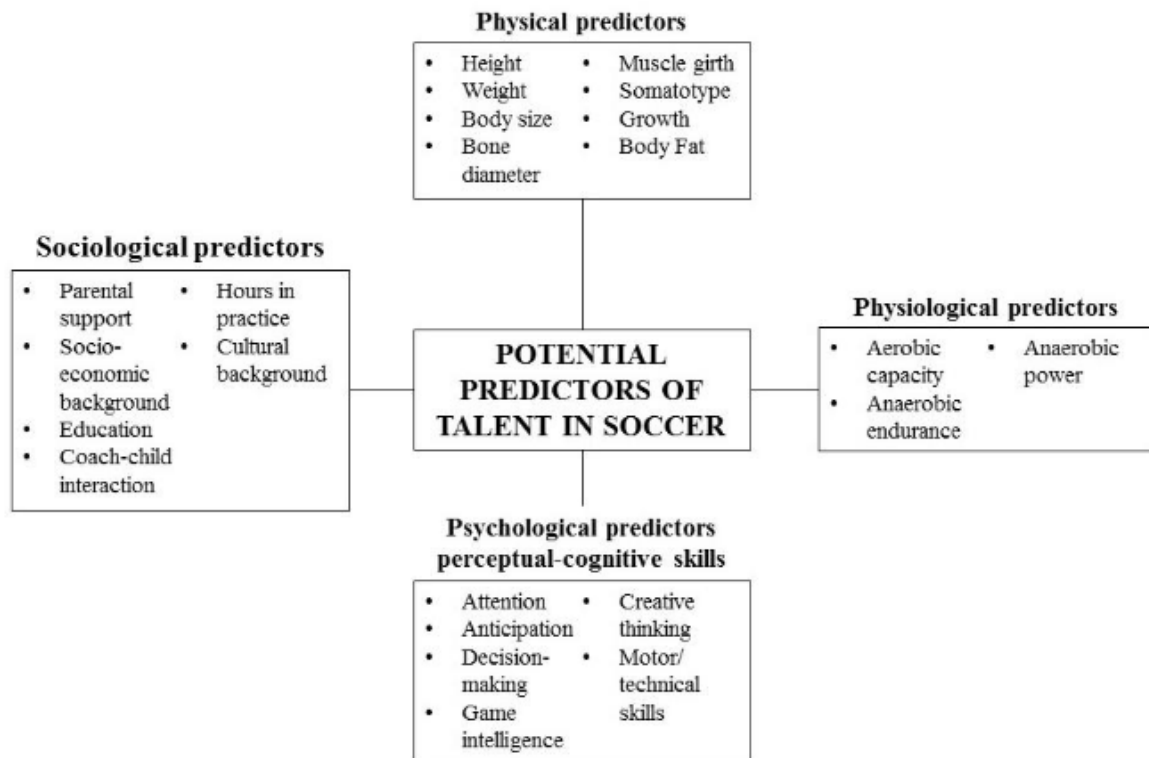 Physical predictors
• Height
• Weight
• Body size
• Bone
diameter
• Muscle girth
• Somatotype
• Growth
• Body Fat
Sociological predictors
• Parental
support
• Socio-
economic
background
• Education
• Coach-child
interaction
• Hours in
practice
• Cultural
background
POTENTIAL
PREDICTORS OF
TALENT IN SOCCER
Physiological predictors
• Aerobic
capacity
• Anaerobic
endurance
• Anaerobic
power
Psychological predictors
perceptual-cognitive skills
• Attention
• Anticipation
• Decision-
making
• Game
intelligence
• Creative
thinking
• Motor/
technical
skills